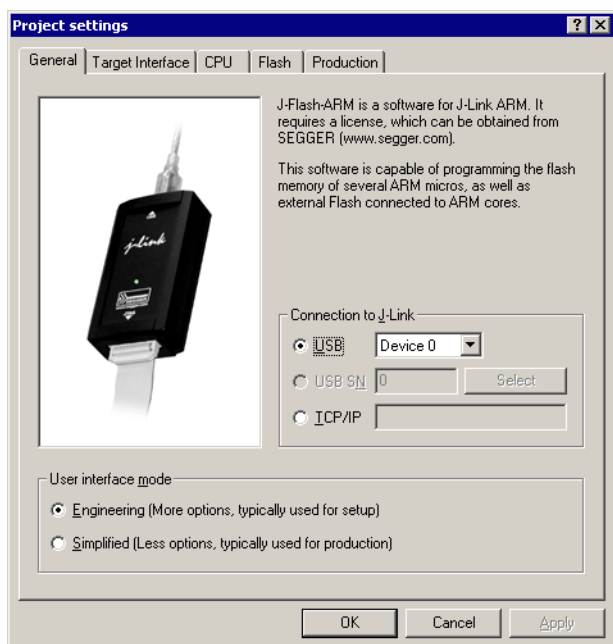 Project settings
General Target Interface CPU Flash Production
J-Flash-ARM is a software for J-Link ARM. It
requires a license, which can be obtained from
SEGGER (www.segger.com).
This software is capable of programming the flash
memory of several ARM micros, as well as
external Flash connected to ARM cores.
j-link
Connection to J-Link
USB Device 0
USB SN 0 Select
TCP/IP
User interface mode
Engineering (More options, typically used for setup)
Simplified (Less options, typically used for production)
OK Cancel Apply